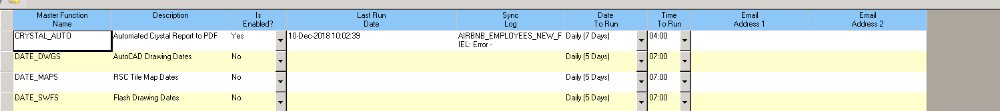 Master Function Name Description Is Enabled? Last Run Date Sync Log Date To Run Time To Run Email Address 1 Email Address 2
CRYSTAL_AUTO Automated Crystal Report to PDF Yes 10-Dec-2018 10:02:39 AIRBNB_EMPLOYEES_NEW_F Daily (7 Days) 04:00
IEL: Error -
DATE_DWGS AutoCAD Drawing Dates No Daily (5 Days) 07:00
DATE_MAPS RSC Tile Map Dates No Daily (5 Days) 07:00
DATE_SWFS Flash Drawing Dates No Daily (5 Days) 07:00